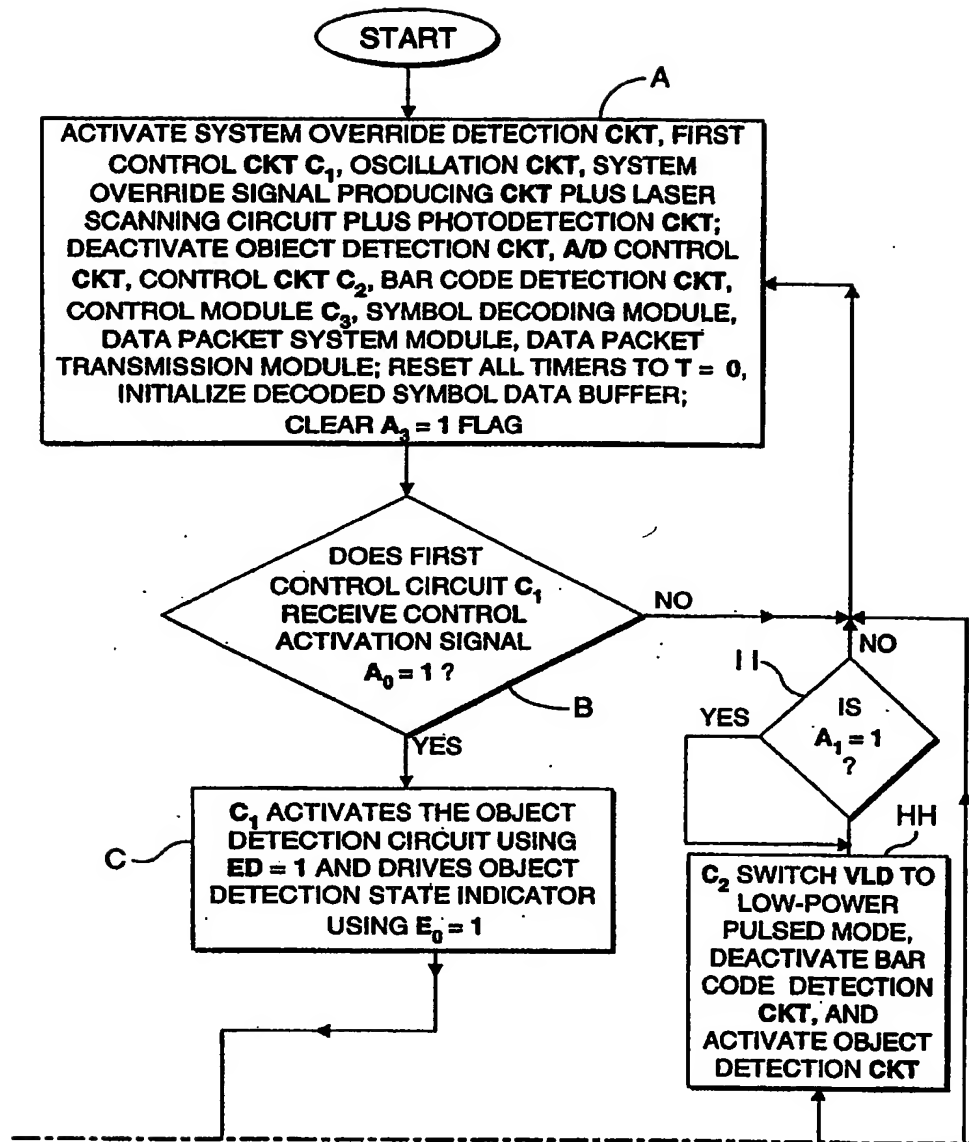 START
A
ACTIVATE SYSTEM OVERRIDE DETECTION CKT, FIRST
CONTROL CKT C₁, OSCILLATION CKT, SYSTEM
OVERRIDE SIGNAL PRODUCING CKT PLUS LASER
SCANNING CIRCUIT PLUS PHOTODETECTION CKT;
DEACTIVATE OBJECT DETECTION CKT, A/D CONTROL
CKT, CONTROL CKT C₂, BAR CODE DETECTION CKT,
CONTROL MODULE C₃, SYMBOL DECODING MODULE,
DATA PACKET SYSTEM MODULE, DATA PACKET
TRANSMISSION MODULE; RESET ALL TIMERS TO T = 0,
INITIALIZE DECODED SYMBOL DATA BUFFER;
CLEAR A₃ = 1 FLAG
DOES FIRST
CONTROL CIRCUIT C₁
RECEIVE CONTROL
ACTIVATION SIGNAL
A₀ = 1 ?
NO
B
YES
C
C₁ ACTIVATES THE OBJECT
DETECTION CIRCUIT USING
ED = 1 AND DRIVES OBJECT
DETECTION STATE INDICATOR
USING E₀ = 1
NO
II
YES
IS
A₁ = 1
?
HH
C₂ SWITCH VLD TO
LOW-POWER
PULSED MODE,
DEACTIVATE BAR
CODE DETECTION
CKT, AND
ACTIVATE OBJECT
DETECTION CKT